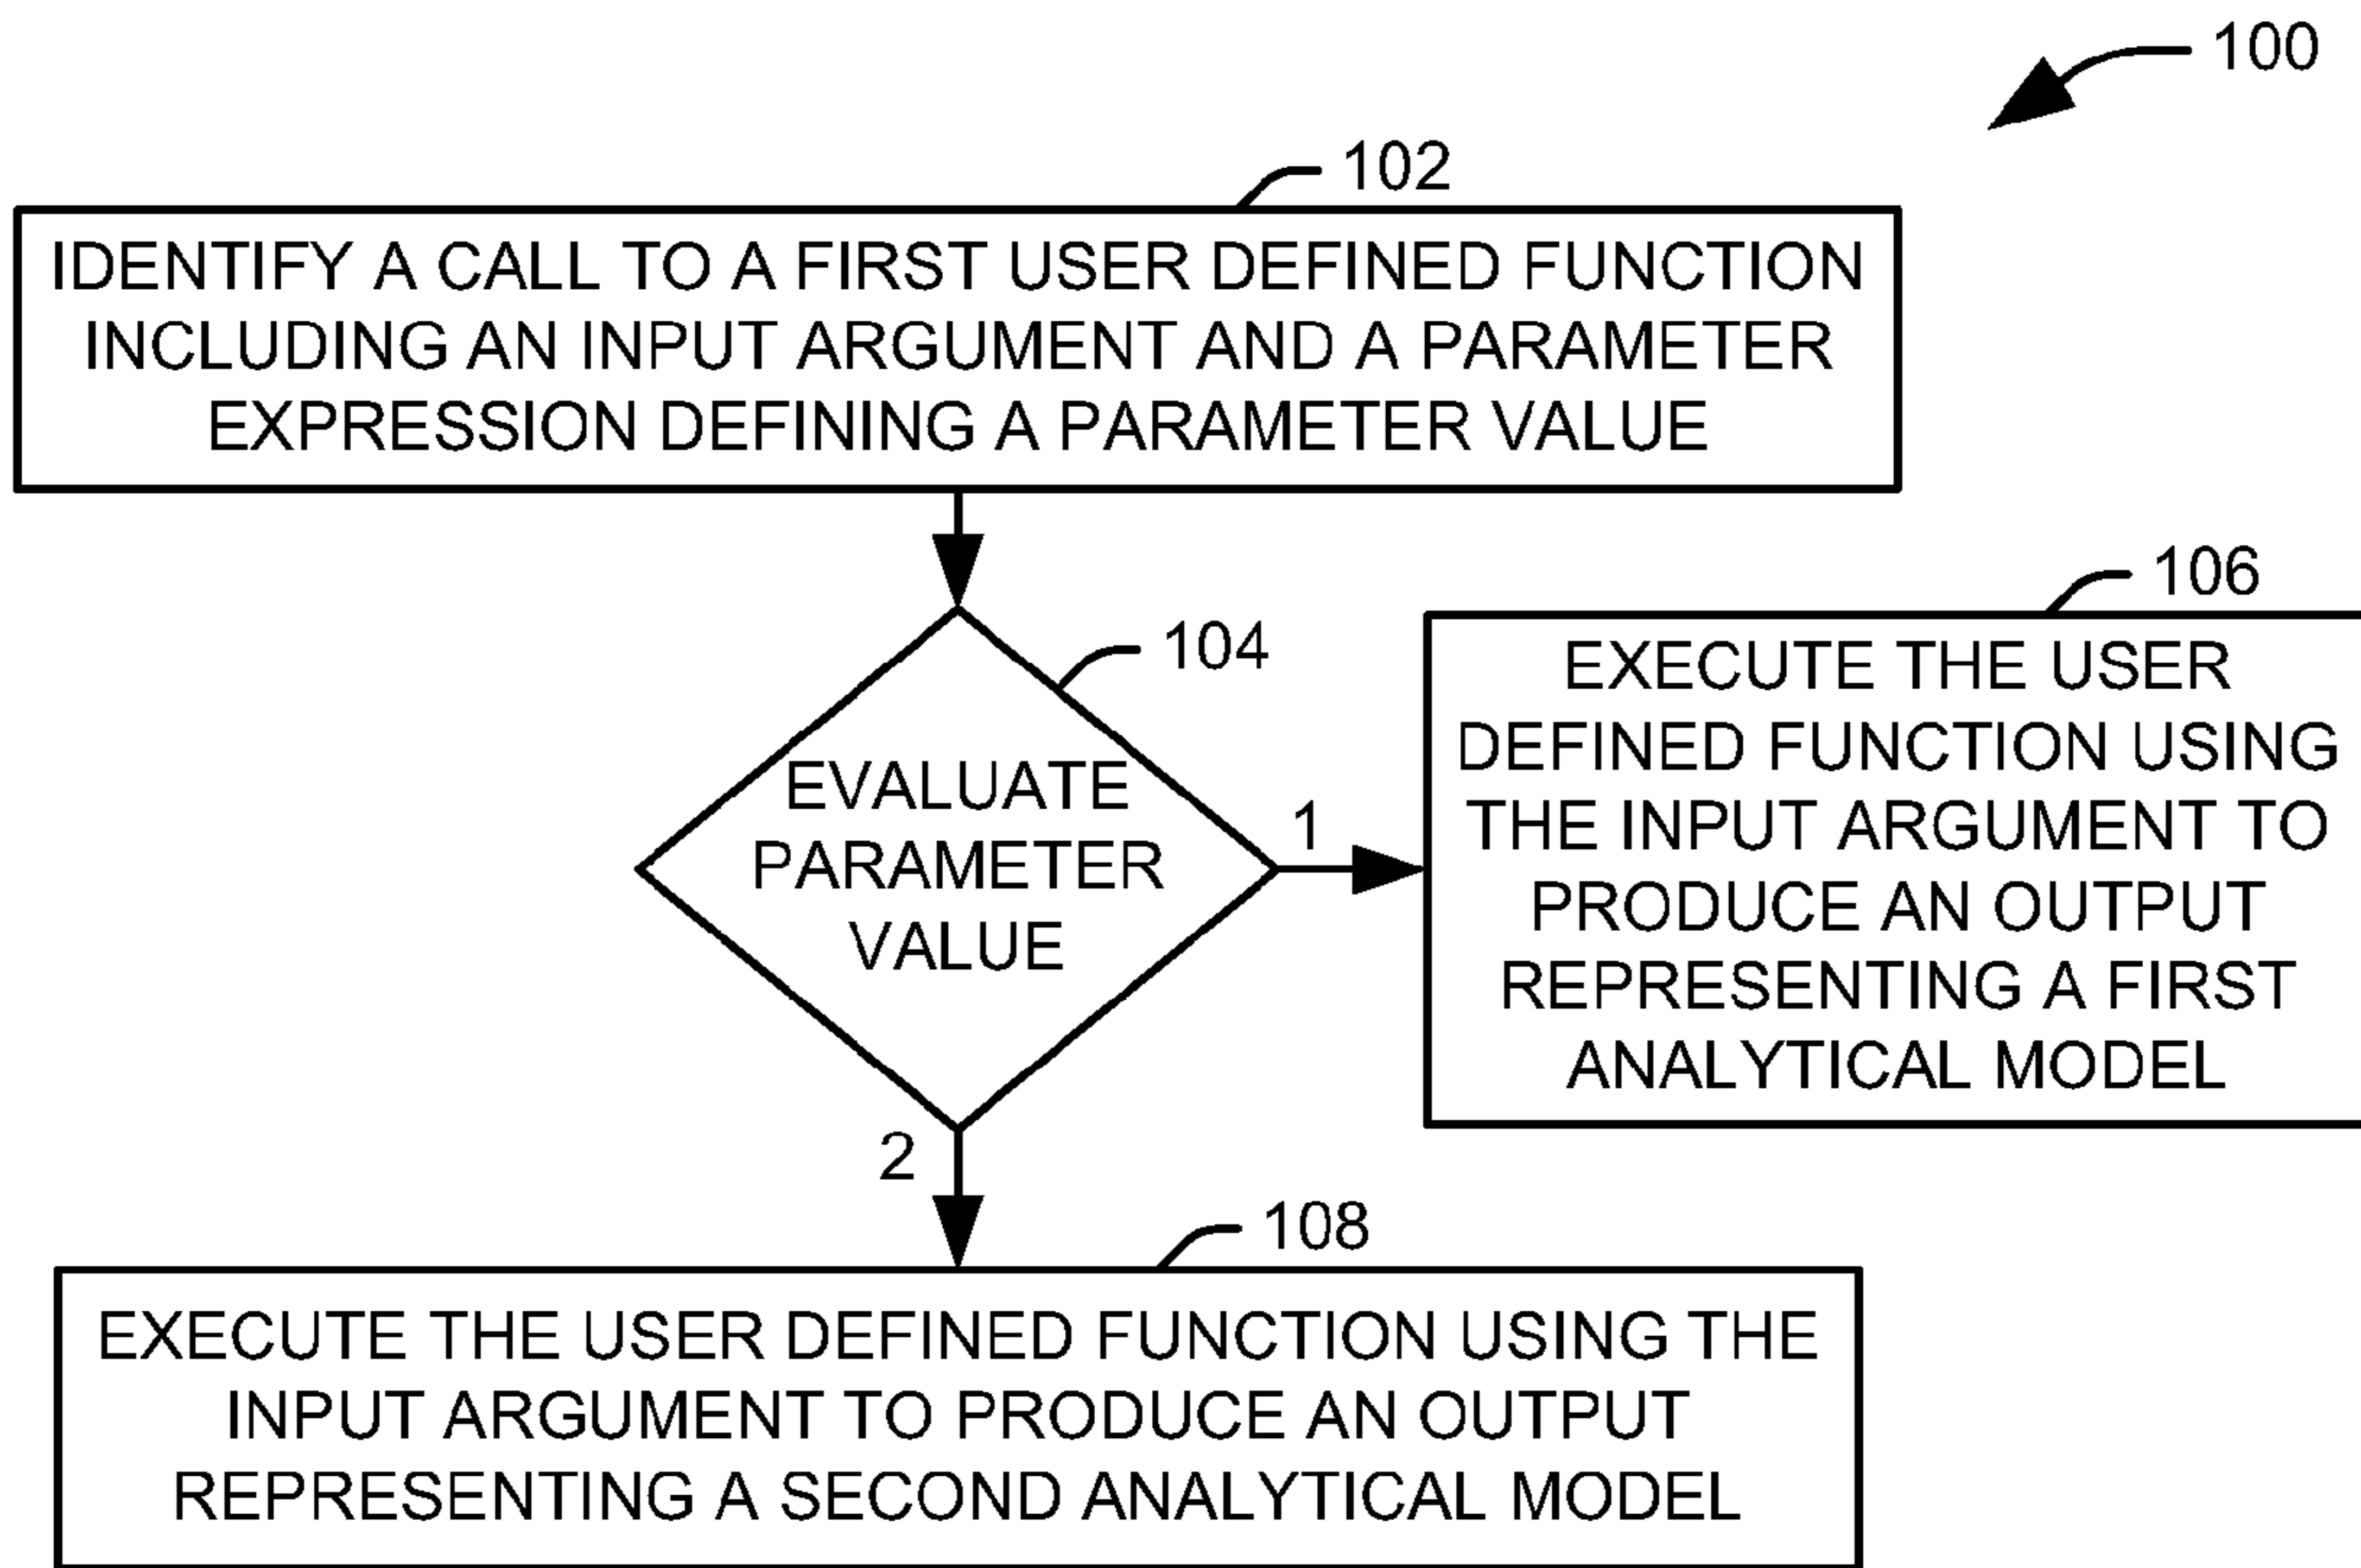 100
102
IDENTIFY A CALL TO A FIRST USER DEFINED FUNCTION
INCLUDING AN INPUT ARGUMENT AND A PARAMETER
EXPRESSION DEFINING A PARAMETER VALUE
104
EVALUATE
PARAMETER
VALUE
1
2
106
EXECUTE THE USER
DEFINED FUNCTION USING
THE INPUT ARGUMENT TO
PRODUCE AN OUTPUT
REPRESENTING A FIRST
ANALYTICAL MODEL
108
EXECUTE THE USER DEFINED FUNCTION USING THE
INPUT ARGUMENT TO PRODUCE AN OUTPUT
REPRESENTING A SECOND ANALYTICAL MODEL